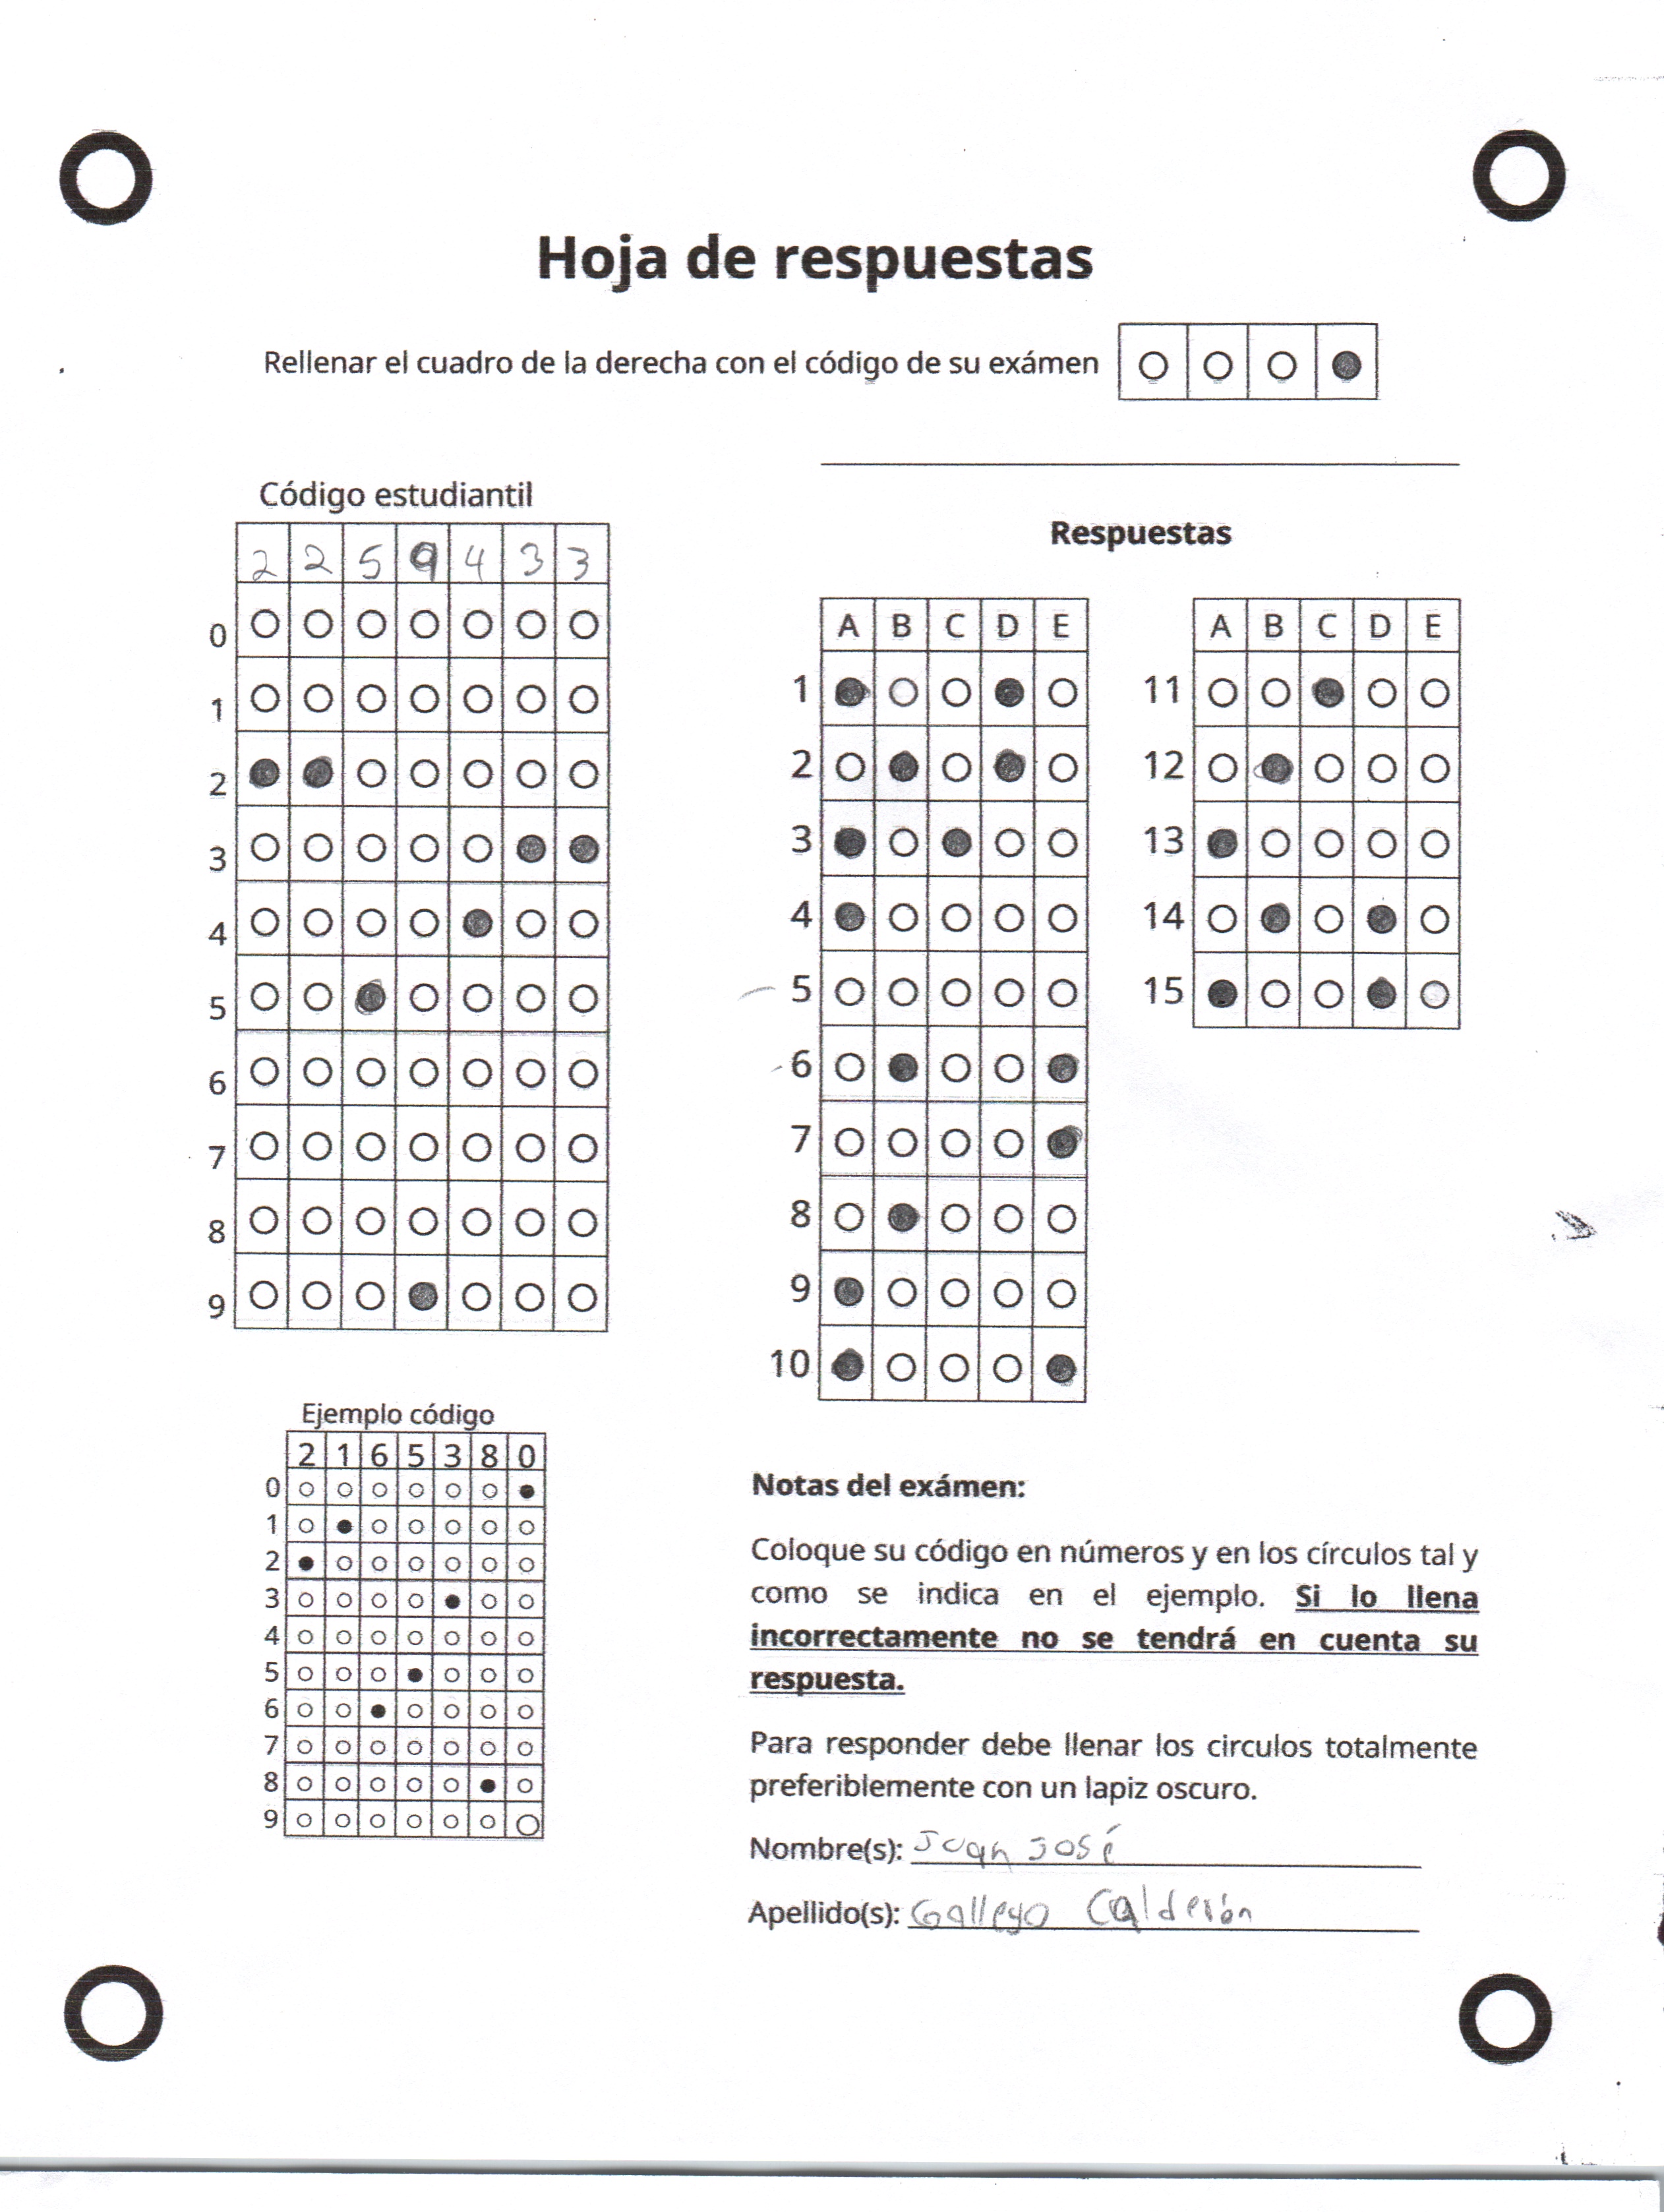 Hoja de respuestas
Rellenar el cuadro de la derecha con el código de su exámen
Código estudiantil
2 2 5 9 4 3 3
0
1
2
3
4
5
6
7
8
9
Respuestas
A B C D E
1
2
3
4
5
6
7
8
9
10
A B C D E
11
12
13
14
15
Ejemplo código
2 1 6 5 3 8 0
0
1
2
3
4
5
6
7
8
9
Notas del exámen:
Coloque su código en números y en los círculos tal y
como se indica en el ejemplo. Si lo llena
incorrectamente no se tendrá en cuenta su
respuesta.
Para responder debe llenar los circulos totalmente
preferiblemente con un lapiz oscuro.
Nombre(s): Juan José
Apellido(s): Gallego Calderón